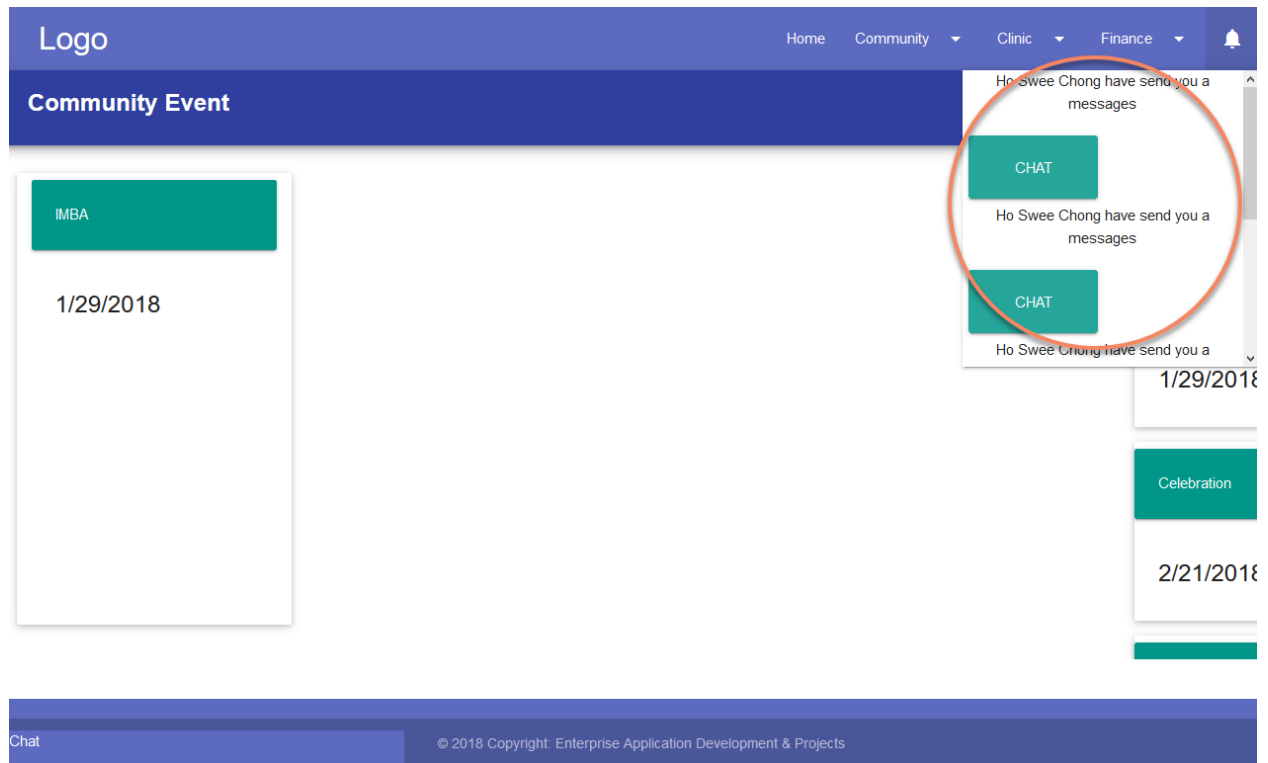 Logo
Home
Community
Clinic
Finance
Community Event
Ho Swee Chong have send you a
messages
CHAT
Ho Swee Chong have send you a
messages
CHAT
Ho Swee Chong have send you a
IMBA
1/29/2018
1/29/2018
Celebration
2/21/2018
Chat
© 2018 Copyright: Enterprise Application Development & Projects